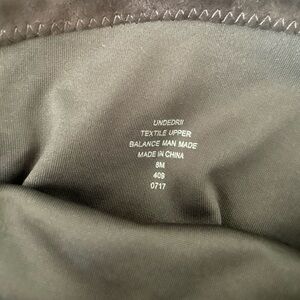 UNDEDRII
TEXTILE UPPER
BALANCE MAN MADE
MADE IN CHINA
8M
409
0717